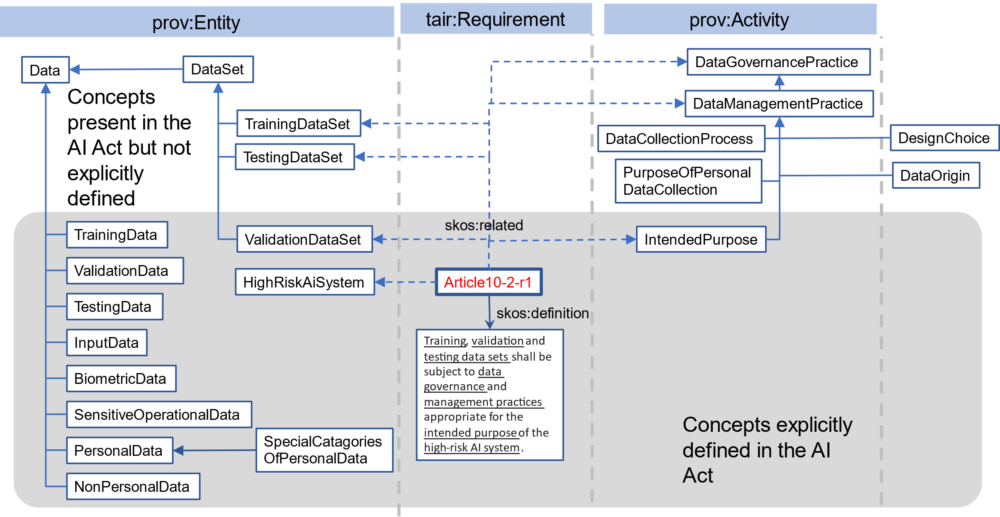 prov:Entity
tair:Requirement
prov:Activity
Data
DataSet
Concepts
present in the
AI Act but not
explicitly
defined
TrainingDataSet
TestingDataSet
DataGovernancePractice
DataManagementPractice
DataCollectionProcess
DesignChoice
PurposeOfPersonal
DataCollection
DataOrigin
TrainingData
ValidationData
TestingData
InputData
BiometricData
SensitiveOperationalData
PersonalData
NonPersonalData
SpecialCatagories
OfPersonalData
ValidationDataSet
HighRiskAiSystem
skos:related
IntendedPurpose
Article10-2-r1
skos:definition
Training, validation and
testing data sets shall be
subject to data
governance and
management practices
appropriate for the
intended purpose of the
high-risk AI system.
Concepts explicitly
defined in the AI
Act